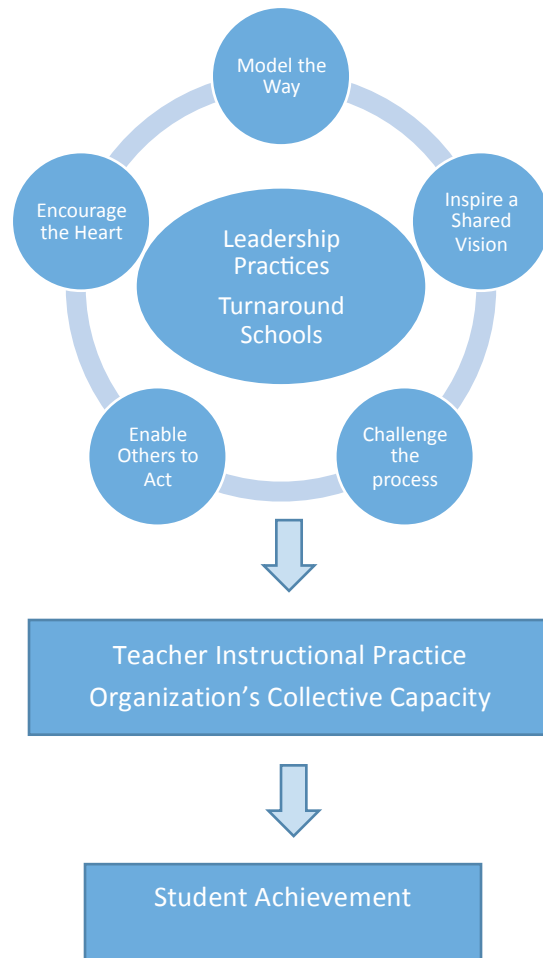 Model the
Way
Inspire a
Shared
Vision
Encourage
the Heart
Leadership
Practices
Turnaround
Schools
Enable
Others to
Act
Challenge
the
process
Teacher Instructional Practice
Organization’s Collective Capacity
Student Achievement